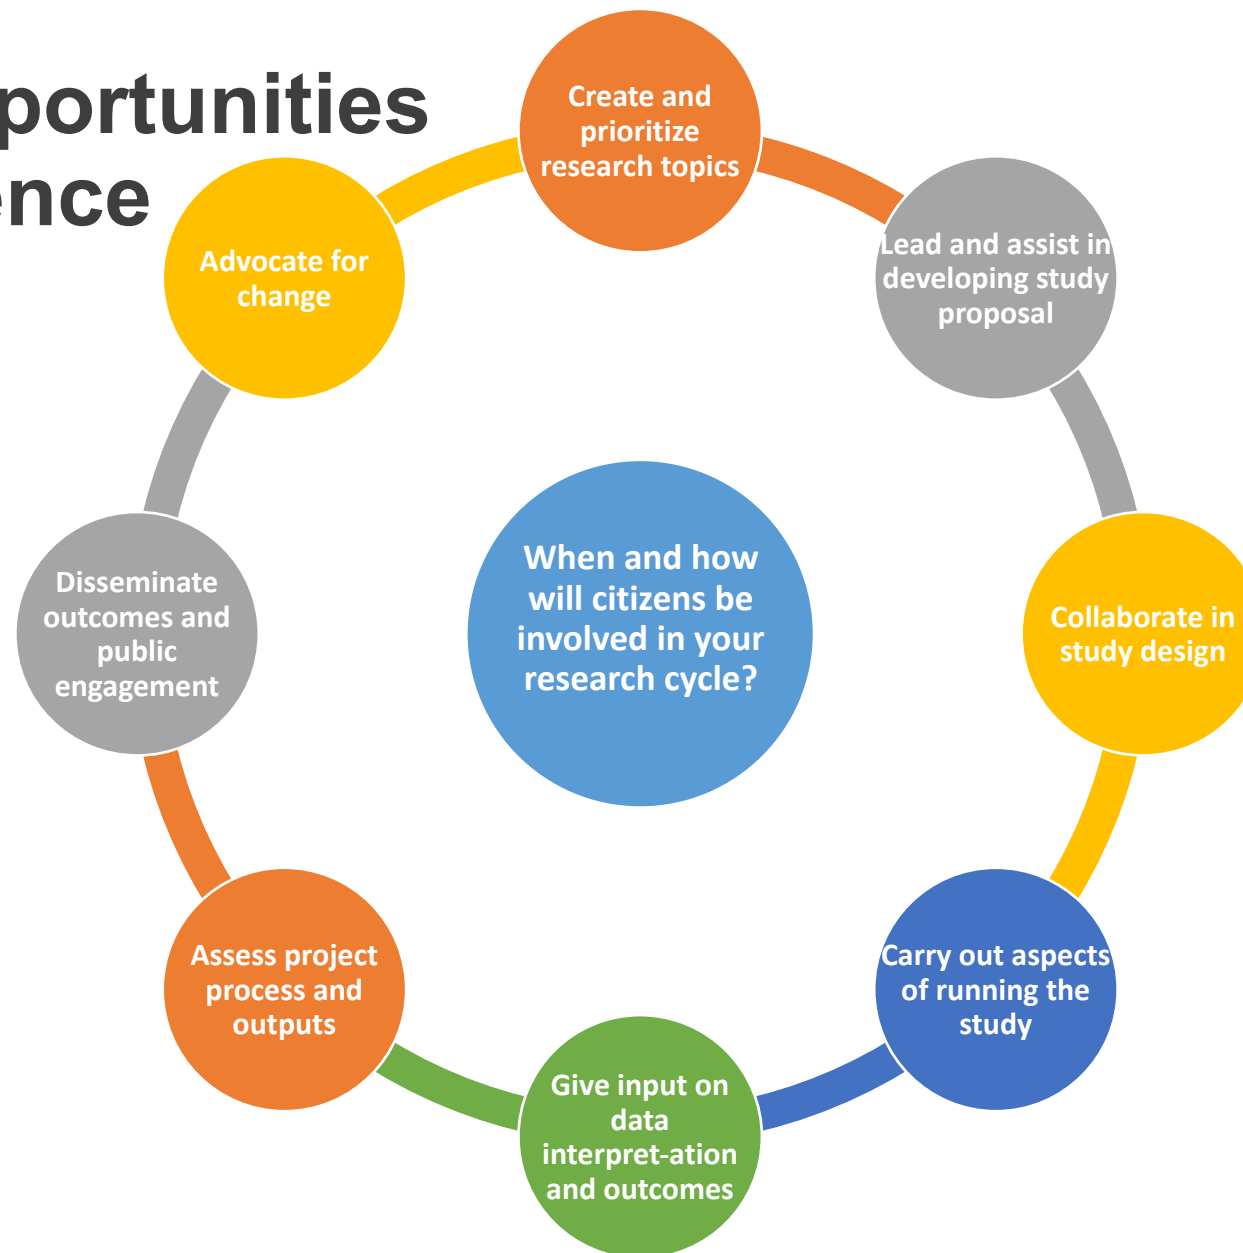 portunities
ence
Create and
prioritize
research topics
Lead and assist in
developing study
proposal
Collaborate in
study design
Carry out aspects
of running the
study
Give input on
data
interpret-ation
and outcomes
Assess project
process and
outputs
Disseminate
outcomes and
public
engagement
Advocate for
change
When and how
will citizens be
involved in your
research cycle?